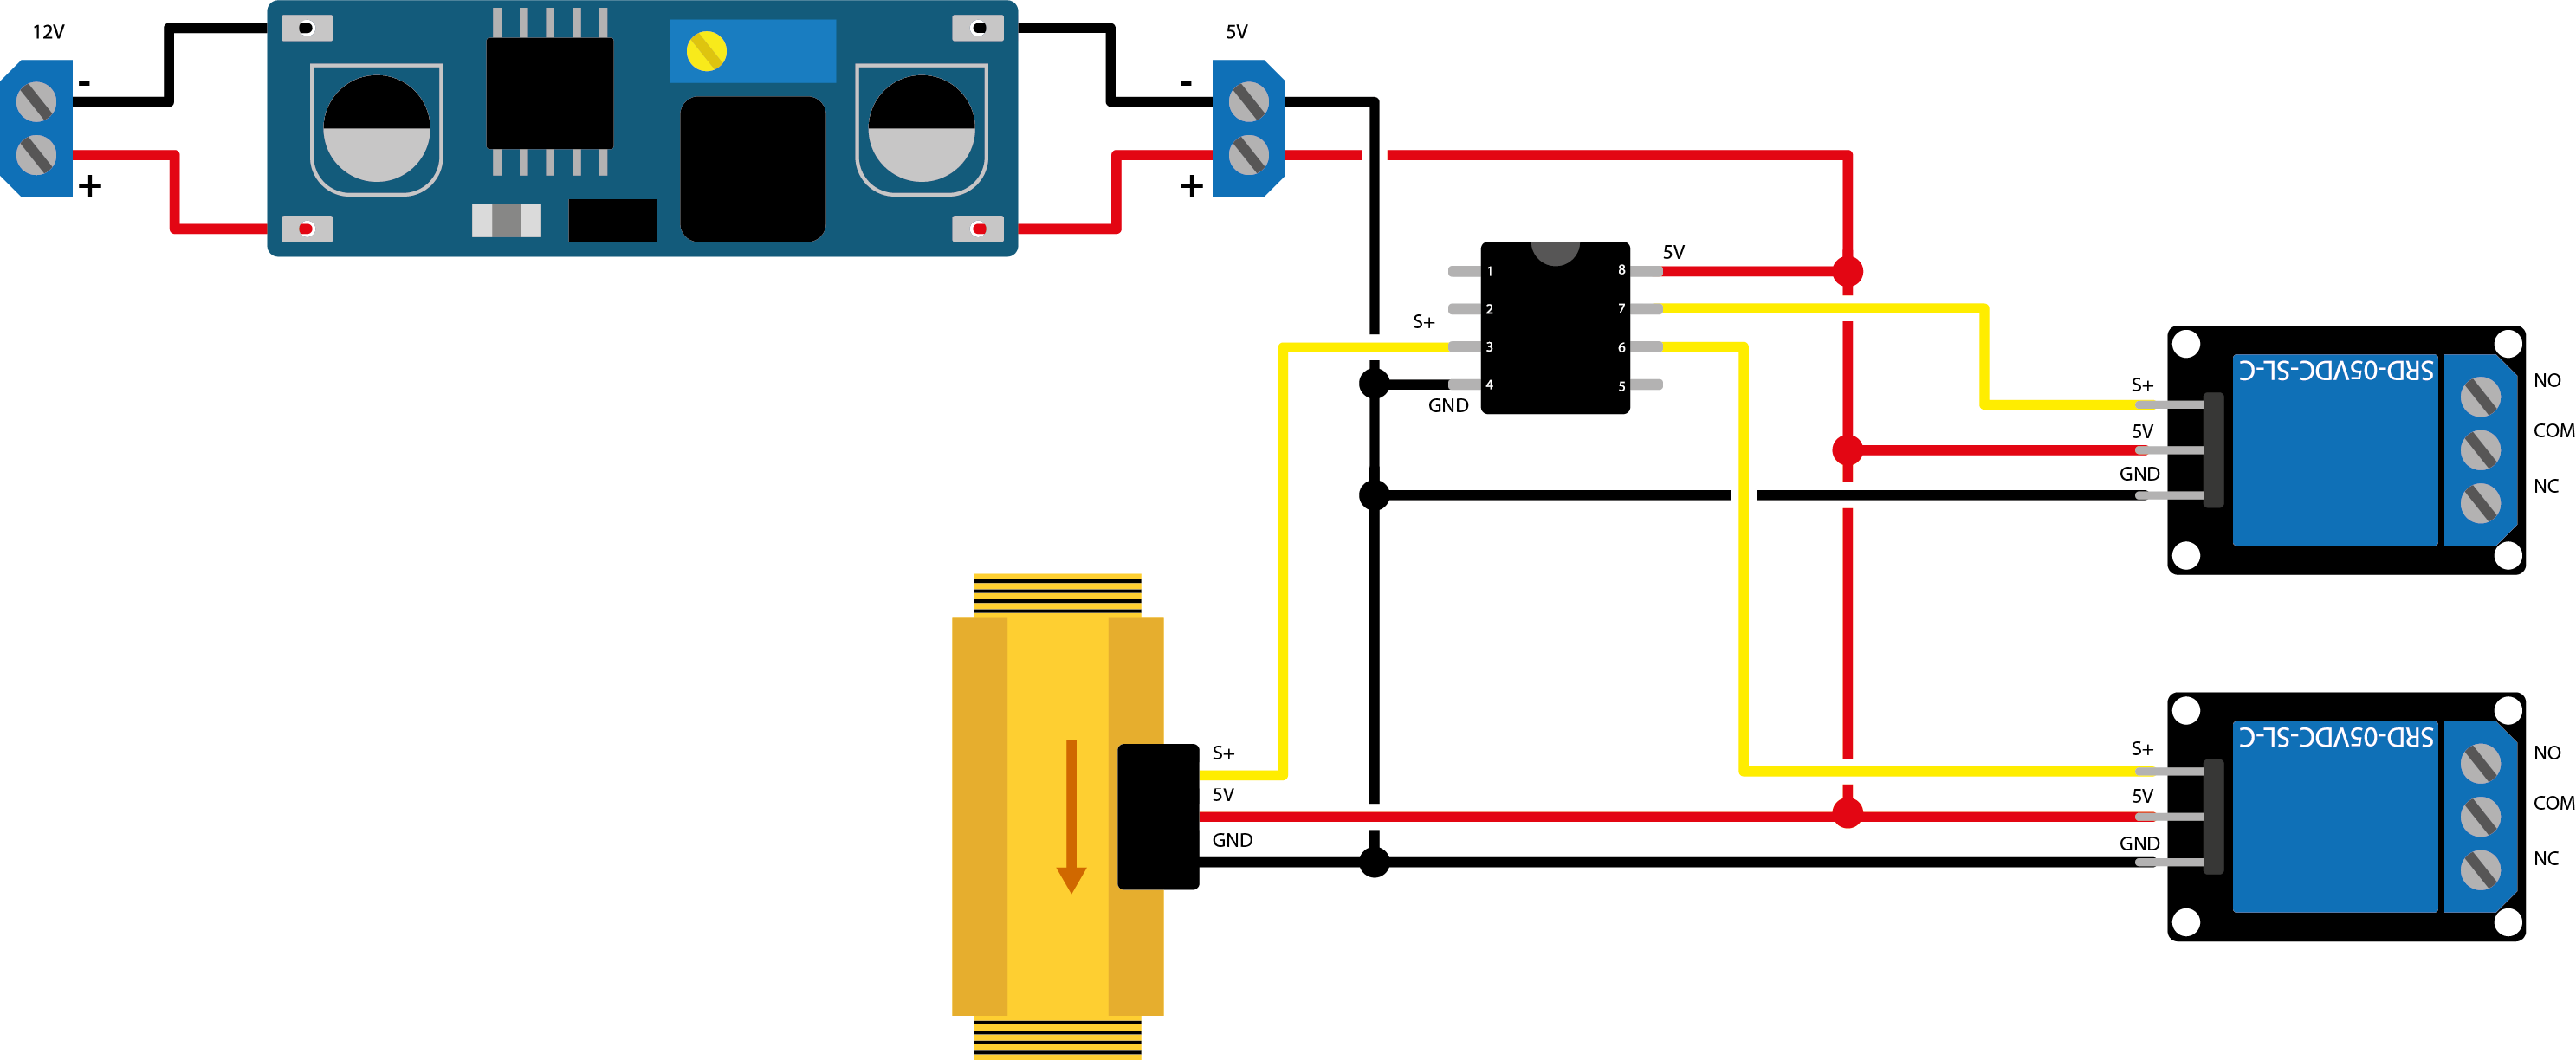 12V
-
+
5V
-
+
5V
1
2
3
4
8
7
6
5
S+
GND
S+
5V
GND
SRD-05VDC-SL-C
NO
COM
NC
S+
5V
GND
S+
5V
GND
SRD-05VDC-SL-C
NO
COM
NC